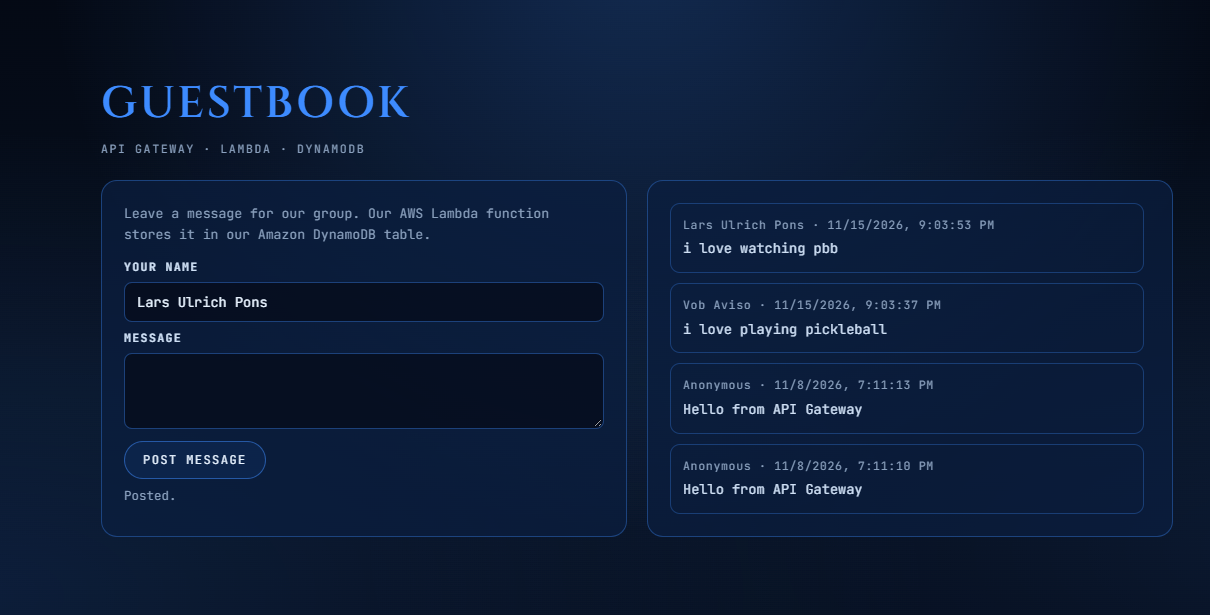 GUESTBOOK
API GATEWAY · LAMBDA · DYNAMODB
Leave a message for our group. Our AWS Lambda function
stores it in our Amazon DynamoDB table.
YOUR NAME
Lars Ulrich Pons
MESSAGE
POST MESSAGE
Posted.
Lars Ulrich Pons · 11/15/2026, 9:03:53 PM
i love watching pbb
Vob Aviso · 11/15/2026, 9:03:37 PM
i love playing pickleball
Anonymous · 11/8/2026, 7:11:13 PM
Hello from API Gateway
Anonymous · 11/8/2026, 7:11:10 PM
Hello from API Gateway